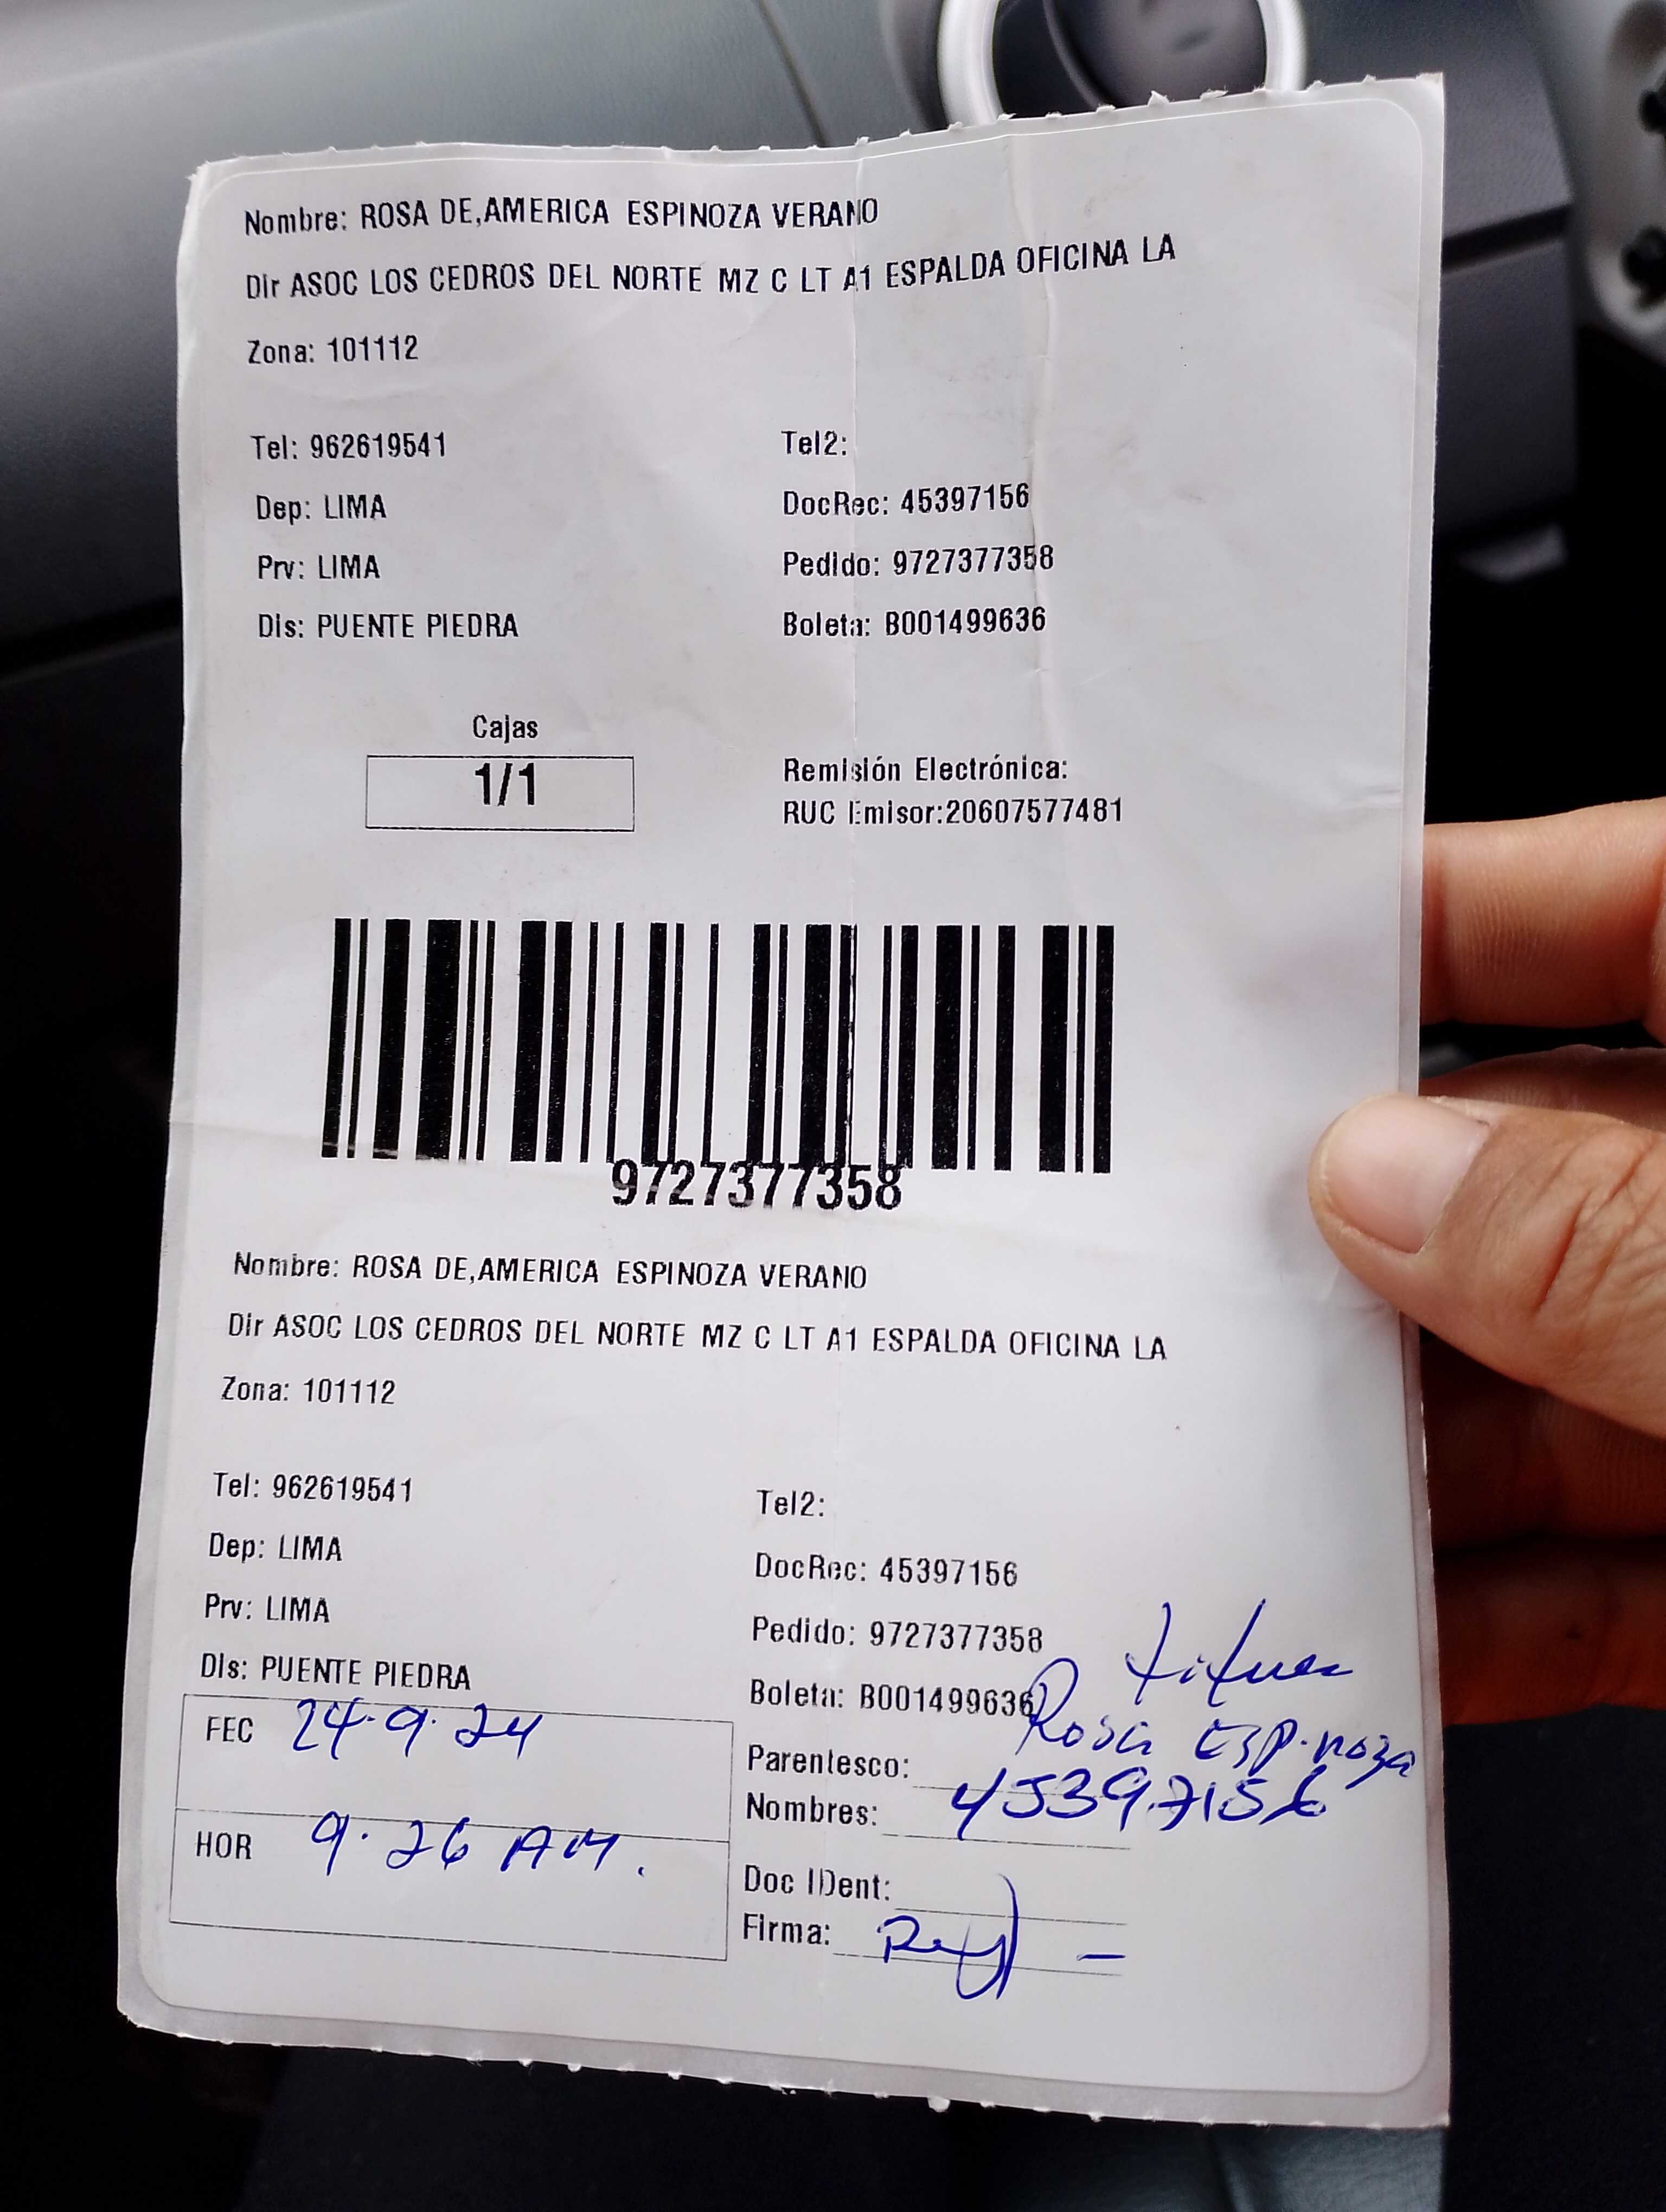 Nombre: ROSA DE,AMERICA ESPINOZA VERANO
Dir ASOC LOS CEDROS DEL NORTE MZ C LT A1 ESPALDA OFICINA LA
Zona: 101112
Tel: 962619541 Tel2:
Dep: LIMA DocRec: 45397156
Prv: LIMA Pedido: 9727377358
Dis: PUENTE PIEDRA Boleta: B001499636
Cajas
1/1
Remisión Electrónica:
RUC Emisor:20607577481
9727377358
Nombre: ROSA DE,AMERICA ESPINOZA VERANO
Dir ASOC LOS CEDROS DEL NORTE MZ C LT A1 ESPALDA OFICINA LA
Zona: 101112
Tel: 962619541 Tel2:
Dep: LIMA DocRec: 45397156
Prv: LIMA Pedido: 9727377358
Dis: PUENTE PIEDRA Boleta: B001499636
FEC 24.9.24
HOR 9.26 AM.
Rosa Espinoza
Parentesco:
Nombres: 45397156
Doc IDent:
Firma: